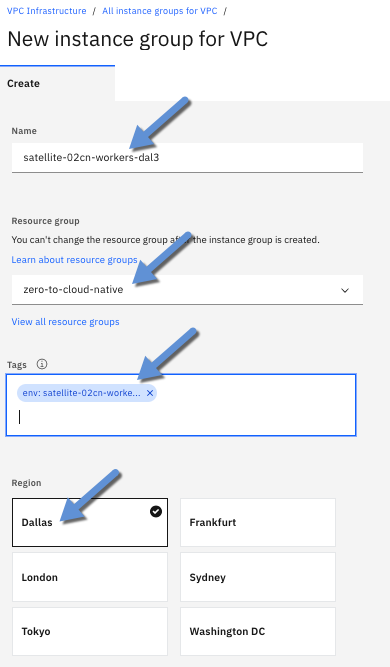 VPC Infrastructure / All instance groups for VPC /
New instance group for VPC
Create
Name
satellite-02cn-workers-dal3
Resource group
You can't change the resource group after the instance group is created.
Learn about resource groups
zero-to-cloud-native
View all resource groups
Tags
env: satellite-02cn-worke...
Region
Dallas
Frankfurt
London
Sydney
Tokyo
Washington DC